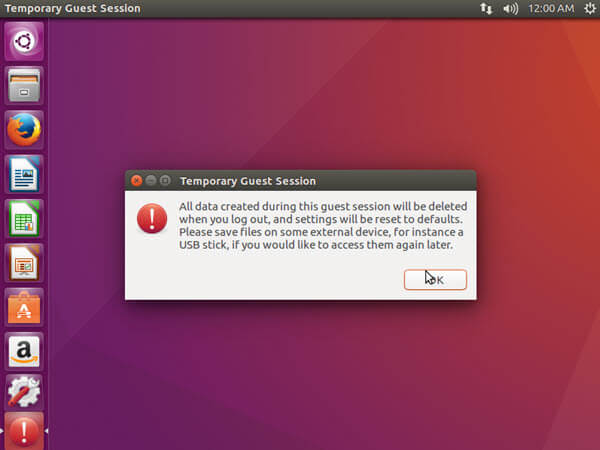 Temporary Guest Session
12:00 AM
Temporary Guest Session
All data created during this guest session will be deleted
when you log out, and settings will be reset to defaults.
Please save files on some external device, for instance a
USB stick, if you would like to access them again later.
OK